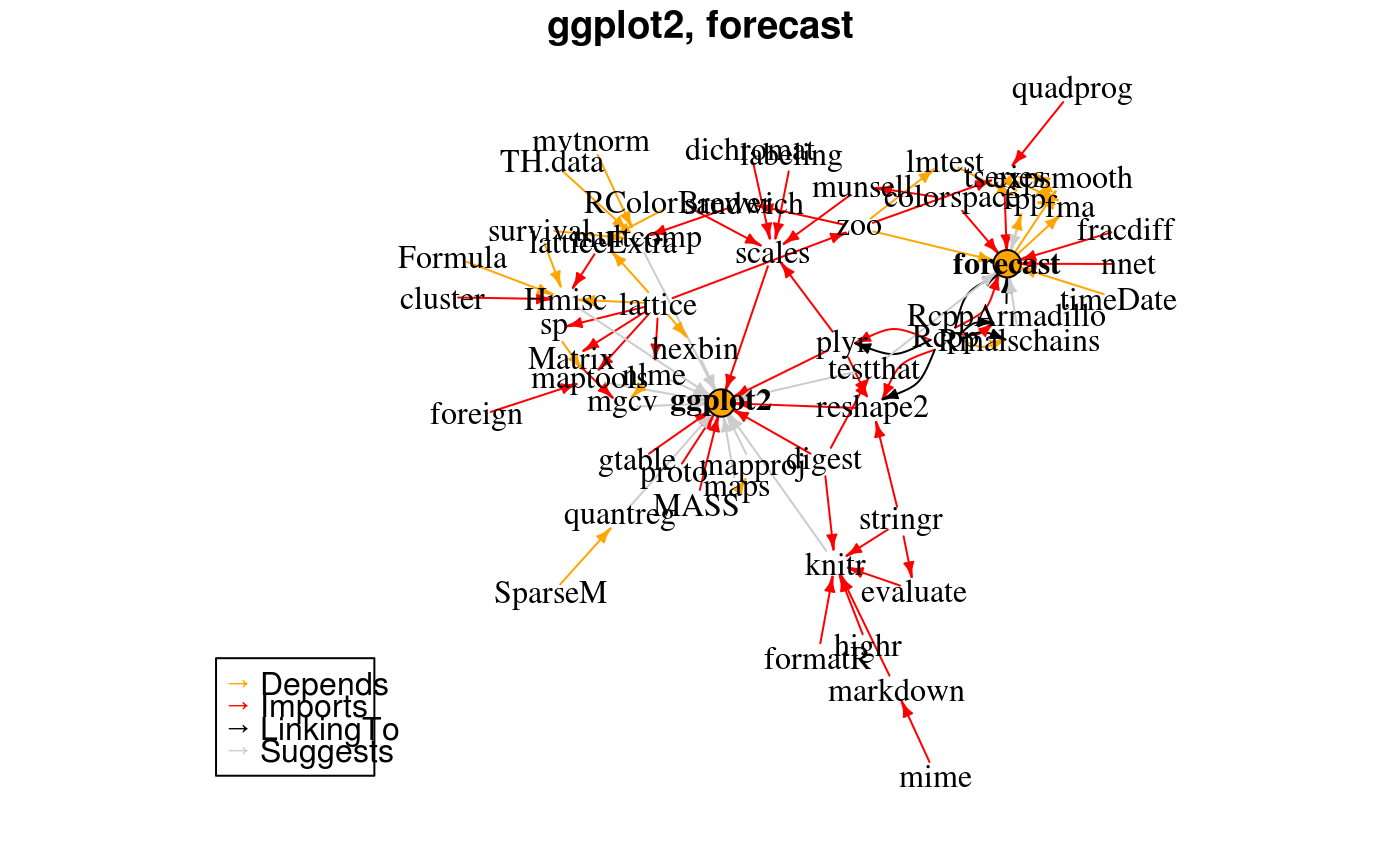 ggplot2, forecast
quadprog
mvtnorm
TH.data
dichromat
labeling
lmtest
tseries
expsmooth
munsell
colorspace
RColorBrewer
sandwich
fpp
fma
zoo
fracdiff
survival
multcomp
latticeExtra
scales
Formula
forecast
nnet
cluster
Hmisc
lattice
timeDate
sp
RcppArmadillo
Rcpp
Rmalschains
plyr
hexbin
Matrix
testthat
maptools
nlme
mgcv
ggplot2
reshape2
foreign
gtable
proto
mapproj
digest
maps
MASS
quantreg
stringr
knitr
SparseM
evaluate
highr
formatR
markdown
mime
→ Depends
→ Imports
→ LinkingTo
→ Suggests